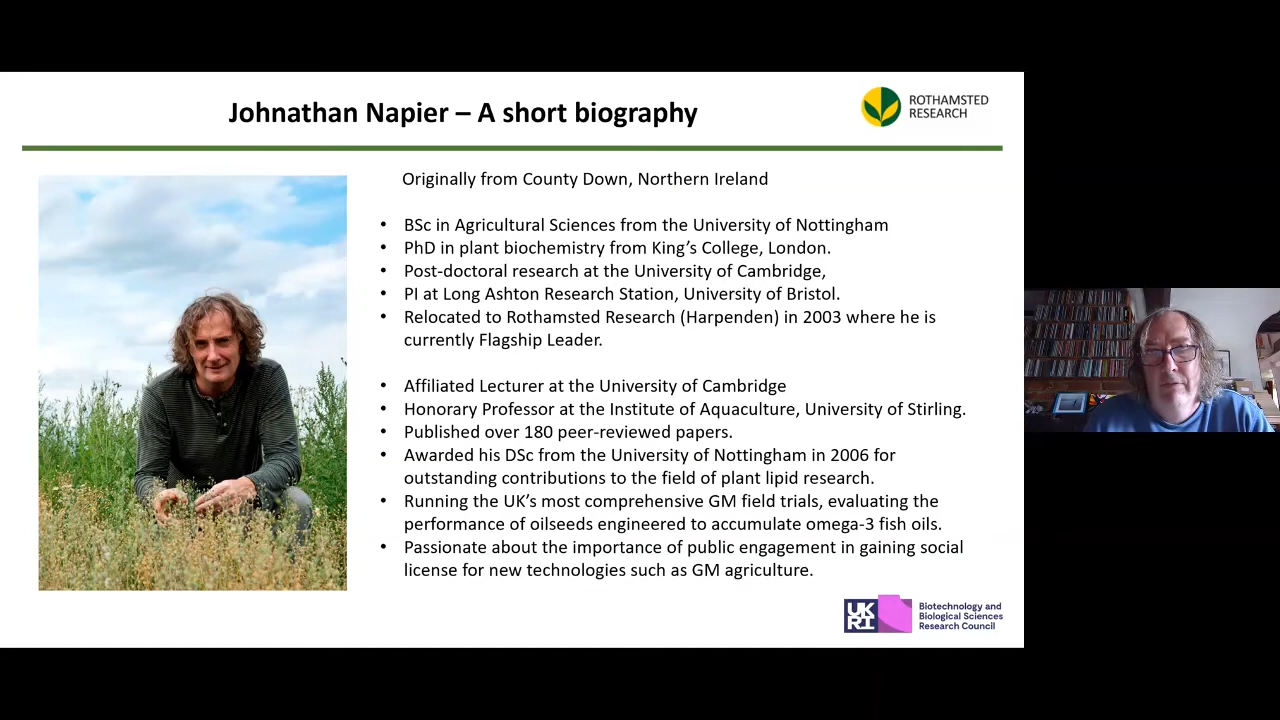 Johnathan Napier – A short biography
ROTHAMSTED
RESEARCH
Originally from County Down, Northern Ireland
• BSc in Agricultural Sciences from the University of Nottingham
• PhD in plant biochemistry from King’s College, London.
• Post-doctoral research at the University of Cambridge,
• PI at Long Ashton Research Station, University of Bristol.
• Relocated to Rothamsted Research (Harpenden) in 2003 where he is
currently Flagship Leader.
• Affiliated Lecturer at the University of Cambridge
• Honorary Professor at the Institute of Aquaculture, University of Stirling.
• Published over 180 peer-reviewed papers.
• Awarded his DSc from the University of Nottingham in 2006 for
outstanding contributions to the field of plant lipid research.
• Running the UK’s most comprehensive GM field trials, evaluating the
performance of oilseeds engineered to accumulate omega-3 fish oils.
• Passionate about the importance of public engagement in gaining social
license for new technologies such as GM agriculture.
UK
RI
Biotechnology and
Biological Sciences
Research Council